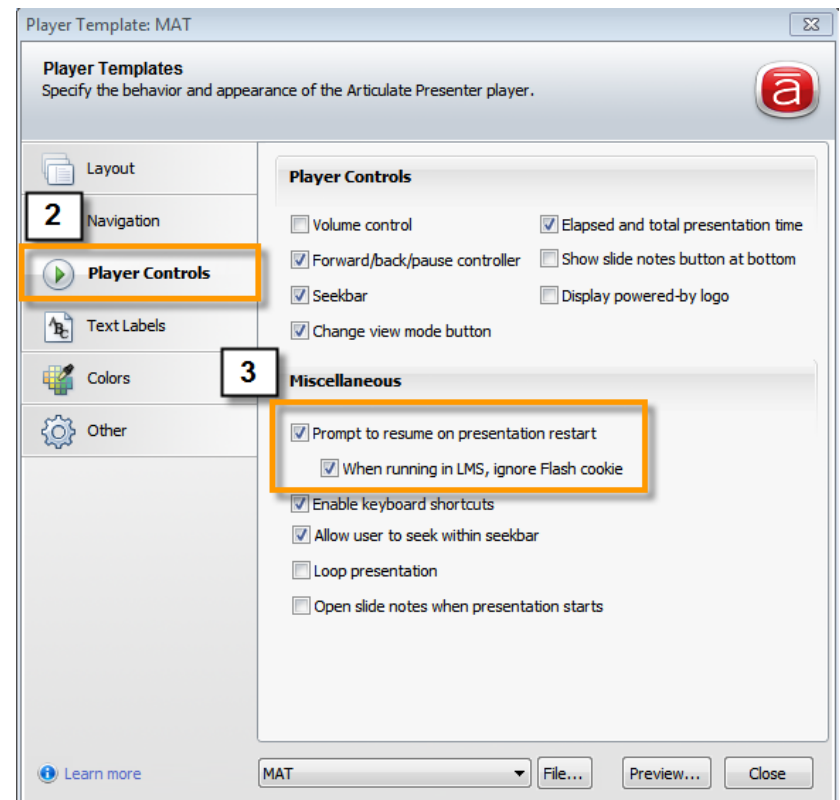 Player Template: MAT
Player Templates
Specify the behavior and appearance of the Articulate Presenter player.
ā
Layout
2
Navigation
Player Controls
ABC
Text Labels
Colors
Other
Player Controls
Volume control
Elapsed and total presentation time
Forward/back/pause controller
Show slide notes button at bottom
Seekbar
Display powered-by logo
Change view mode button
3
Miscellaneous
Prompt to resume on presentation restart
When running in LMS, ignore Flash cookie
Enable keyboard shortcuts
Allow user to seek within seekbar
Loop presentation
Open slide notes when presentation starts
Learn more
MAT
File...
Preview...
Close